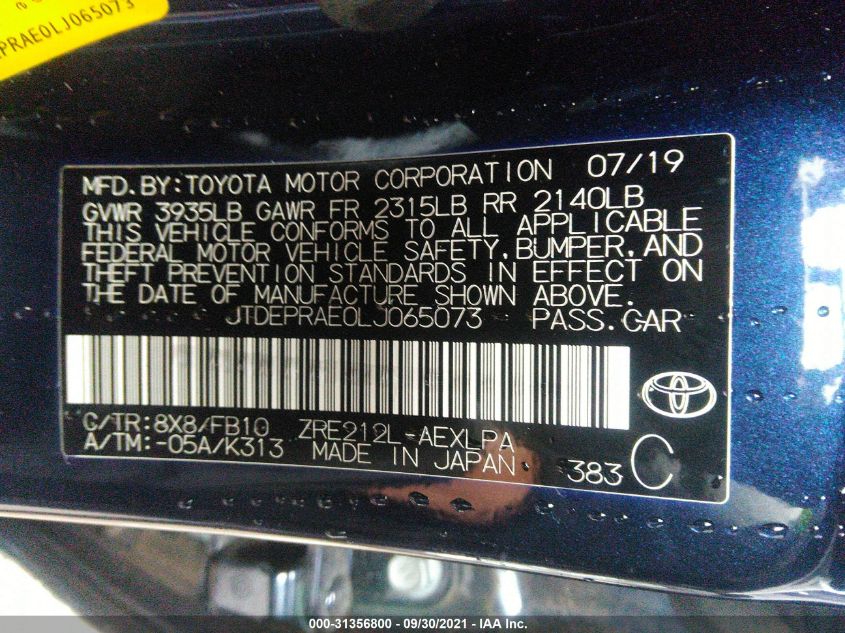 PRAE0LJ065073
MFD.BY:TOYOTA MOTOR CORPORATION 07/19
GVWR 3935LB GAWR FR 2315LB RR 2140LB
THIS VEHICLE CONFORMS TO ALL APPLICABLE
FEDERAL MOTOR VEHICLE SAFETY,BUMPER,AND
THEFT PREVENTION STANDARDS IN EFFECT ON
THE DATE OF MANUFACTURE SHOWN ABOVE.
JTDEPRAE0LJ065073 PASS.CAR
C/TR:8X8/FB10 ZRE212L-AEXLPA
A/TM:-05A/K313 MADE IN JAPAN 383 C
000-31356800 - 09/30/2021 - IAA Inc.